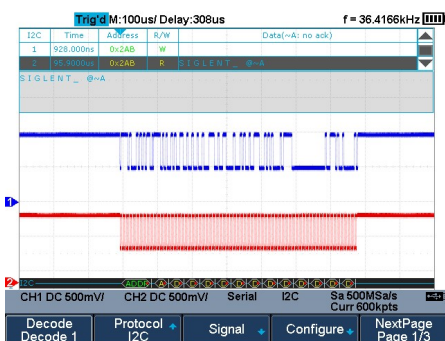 Trig'd M:100us/ Delay:308us f = 36.4166kHz
I2C Time Address R/W Data(~A: no ack)
1 928.000ns 0x2AB W
2 95.9000us 0x2AB R SIGLENT_ @~A
SIGLENT_ @~A
1
2 I2C ADDR A D D D D D D D D D D
CH1 DC 500mV/ CH2 DC 500mV/ Serial I2C Sa 500MSa/s
Curr 600kpts
Decode Protocol Signal Configure NextPage
Decode 1 I2C Page 1/3